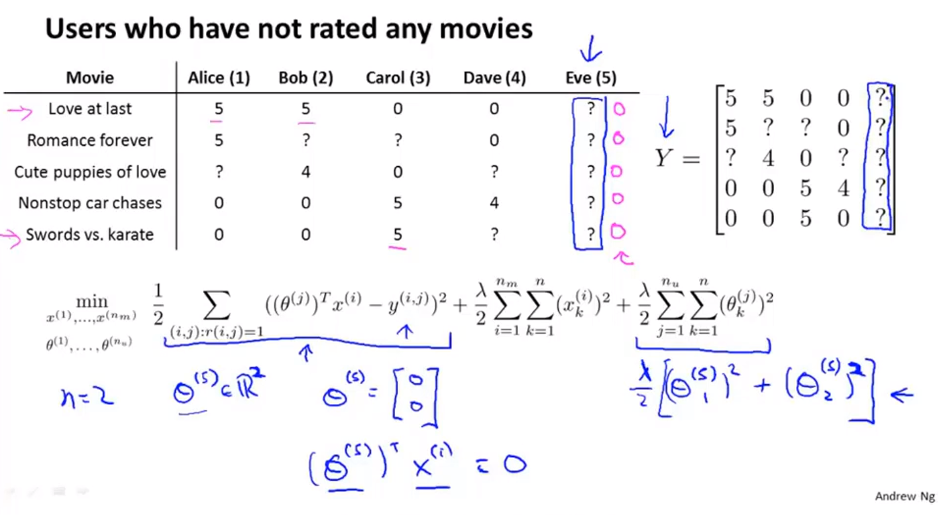 Users who have not rated any movies
Movie Alice (1) Bob (2) Carol (3) Dave (4) Eve (5)
Love at last 5 5 0 0 ? 0
Romance forever 5 ? ? 0 ? 0
Cute puppies of love ? 4 0 ? ? 0
Nonstop car chases 0 0 5 4 ? 0
Swords vs. karate 0 0 5 ? ? 0
Y = [5 5 0 0 ?
5 ? ? 0 ?
? 4 0 ? ?
0 0 5 4 ?
0 0 5 0 ?]
min x^(1),...,x^(n_m) θ^(1),...,θ^(n_u) 1/2 ∑ (i,j):r(i,j)=1 ((θ^(j))^T x^(i) − y^(i,j))^2 + λ/2 ∑ i=1 n_m ∑ k=1 n (x_k^(i))^2 + λ/2 ∑ j=1 n_u ∑ k=1 n (θ_k^(j))^2
n=2 θ^(5) ∈ ℝ^2 θ^(5) = [0 0] λ/2 [(θ_1^(5))^2 + (θ_2^(5))^2] ←
(θ^(5))^T x^(i) = 0
Andrew Ng